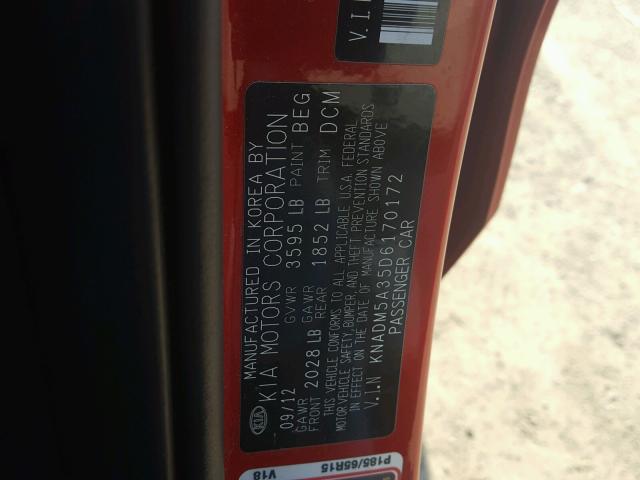 V.I.
MANUFACTURED IN KOREA BY
KIA KIA MOTORS CORPORATION
09/12 GVWR 3595 LB PAINT BEG
GAWR FRONT 2028 LB GAWR REAR 1852 LB TRIM DCM
THIS VEHICLE CONFORMS TO ALL APPLICABLE U.S.A. FEDERAL
MOTOR VEHICLE SAFETY, BUMPER, AND THEFT PREVENTION STANDARDS
IN EFFECT ON THE DATE OF MANUFACTURE SHOWN ABOVE
V.I.N KNADM5A35D6170172
PASSENGER CAR
P185/65R15
V18